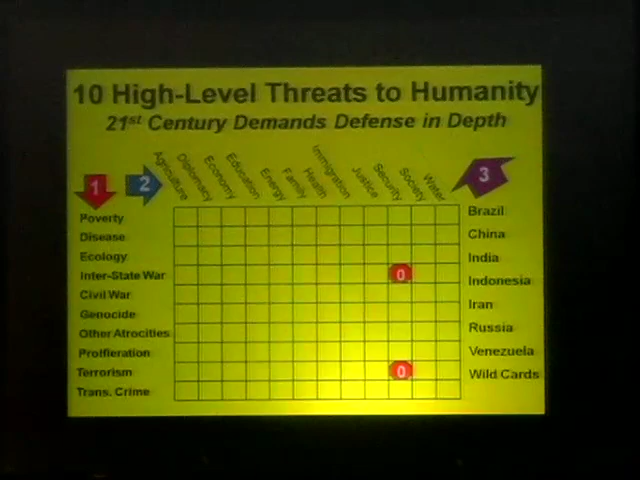 10 High-Level Threats to Humanity
21st Century Demands Defense in Depth
1
2
Agriculture
Diplomacy
Economy
Education
Energy
Family
Health
Immigration
Justice
Security
Society
Water
3
Poverty
Disease
Ecology
Inter-State War
Civil War
Genocide
Other Atrocities
Prolfieration
Terrorism
Trans. Crime
0
0
Brazil
China
India
Indonesia
Iran
Russia
Venezuela
Wild Cards